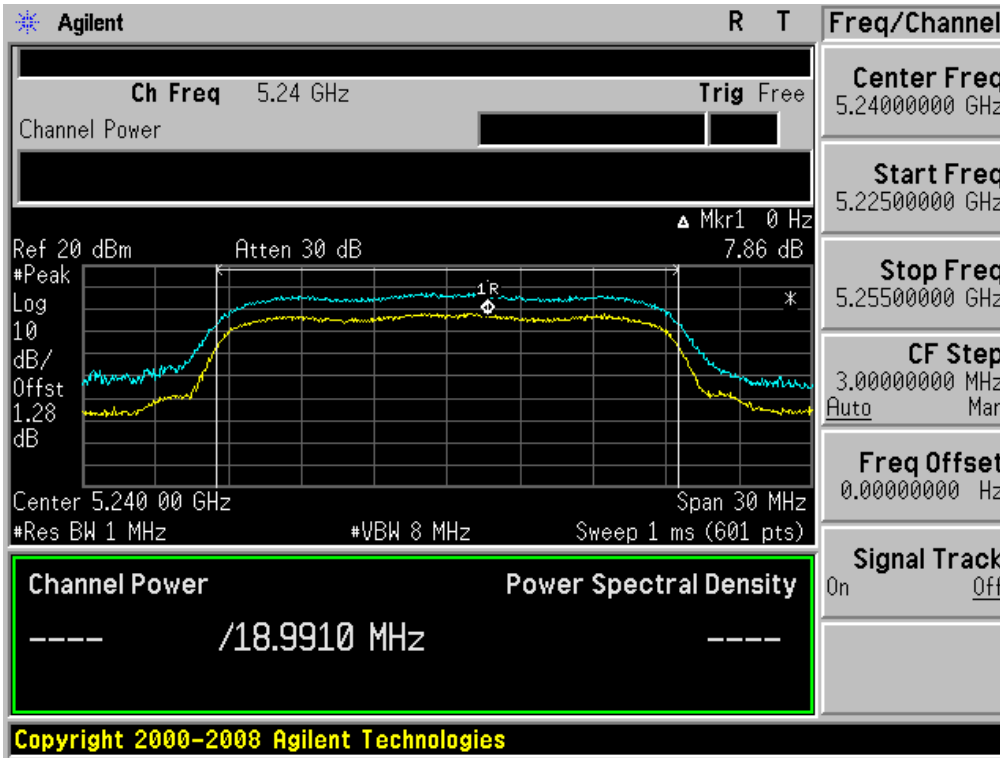 Agilent R T
Freq/Channel
Ch Freq 5.24 GHz Trig Free
Channel Power
Center Freq
5.24000000 GHz
Start Freq
5.22500000 GHz
Stop Freq
5.25500000 GHz
CF Step
3.00000000 MHz
Auto Man
Freq Offset
0.00000000 Hz
Signal Track
On Off
Δ Mkr1 0 Hz
Ref 20 dBm Atten 30 dB 7.86 dB
#Peak
Log
10
dB/
Offst
1.28
dB
1R
*
Center 5.240 00 GHz Span 30 MHz
#Res BW 1 MHz #VBW 8 MHz Sweep 1 ms (601 pts)
Channel Power Power Spectral Density
---- /18.9910 MHz ----
Copyright 2000-2008 Agilent Technologies